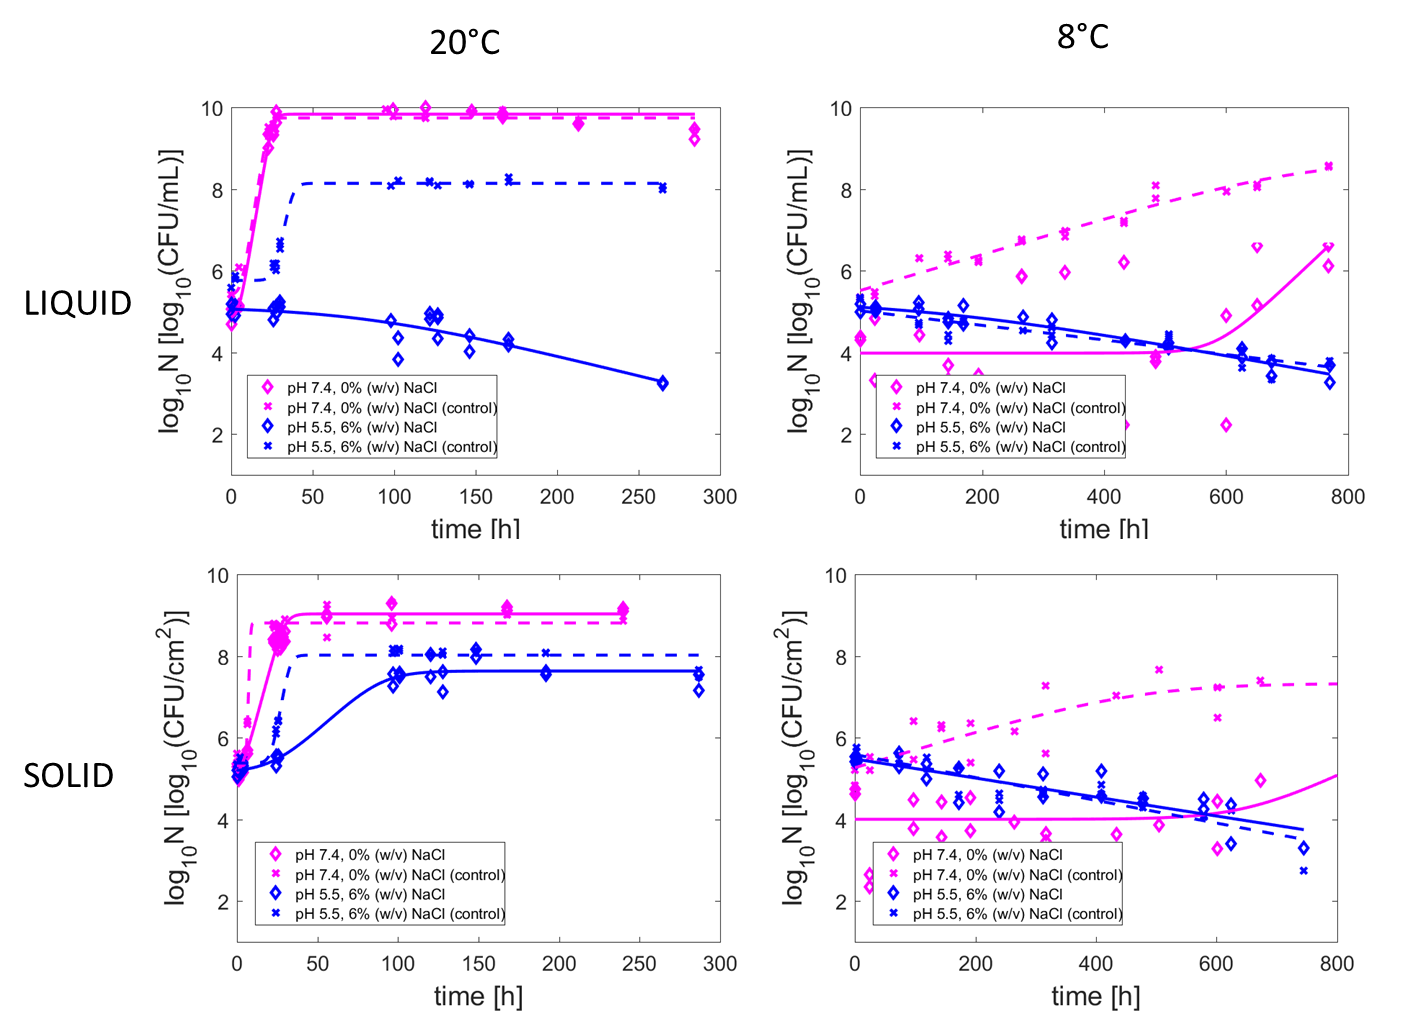 20°C
8°C
LIQUID
SOLID
log10N [log10(CFU/mL)]
10
8
6
4
2
0
50
100
150
200
250
300
time [h]
pH 7.4, 0% (w/v) NaCl
pH 7.4, 0% (w/v) NaCl (control)
pH 5.5, 6% (w/v) NaCl
pH 5.5, 6% (w/v) NaCl (control)
log10N [log10(CFU/mL)]
10
8
6
4
2
0
200
400
600
800
time [h]
pH 7.4, 0% (w/v) NaCl
pH 7.4, 0% (w/v) NaCl (control)
pH 5.5, 6% (w/v) NaCl
pH 5.5, 6% (w/v) NaCl (control)
log10N [log10(CFU/cm2)]
10
8
6
4
2
0
50
100
150
200
250
300
time [h]
pH 7.4, 0% (w/v) NaCl
pH 7.4, 0% (w/v) NaCl (control)
pH 5.5, 6% (w/v) NaCl
pH 5.5, 6% (w/v) NaCl (control)
log10N [log10(CFU/cm2)]
10
8
6
4
2
0
200
400
600
800
time [h]
pH 7.4, 0% (w/v) NaCl
pH 7.4, 0% (w/v) NaCl (control)
pH 5.5, 6% (w/v) NaCl
pH 5.5, 6% (w/v) NaCl (control)